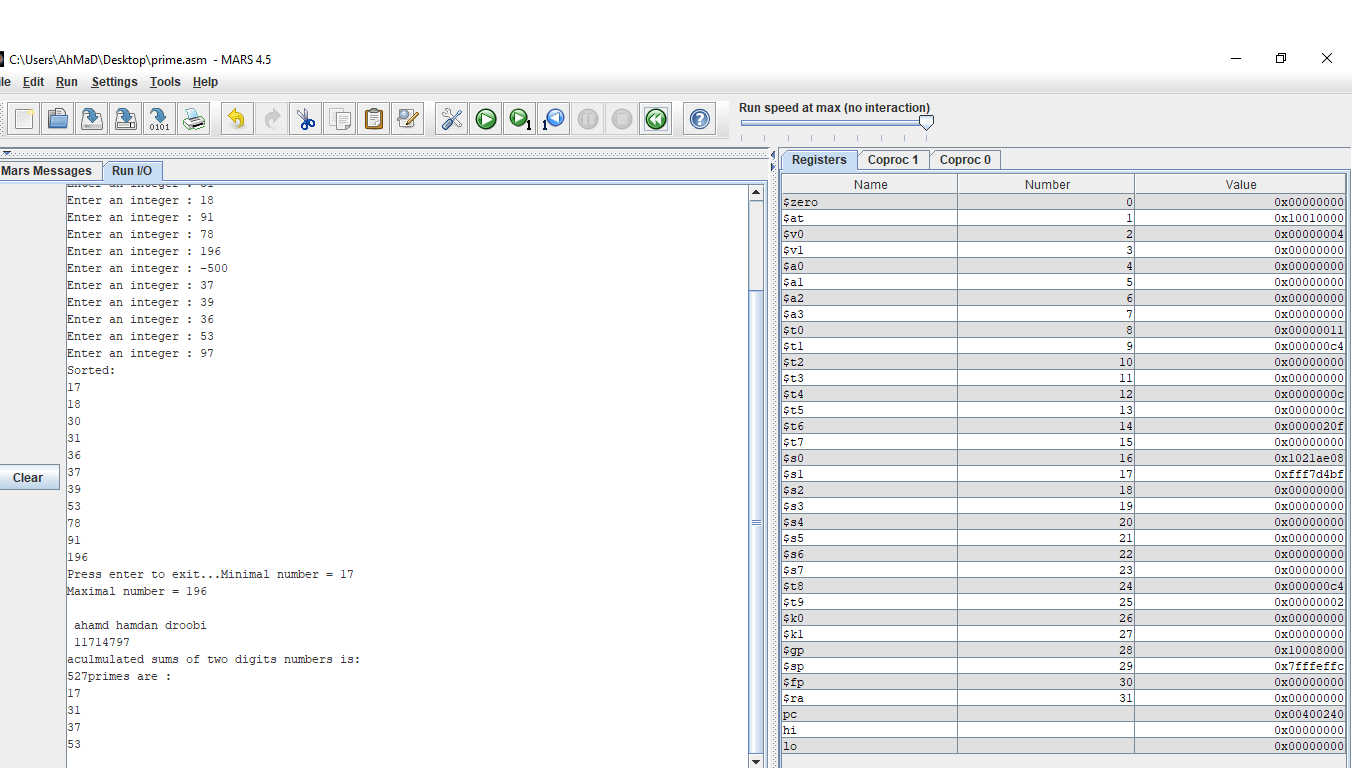 C:\Users\AhMaD\Desktop\prime.asm - MARS 4.5
le Edit Run Settings Tools Help
Run speed at max (no interaction)
Mars Messages Run I/O
Enter an integer : 18
Enter an integer : 91
Enter an integer : 78
Enter an integer : 196
Enter an integer : -500
Enter an integer : 37
Enter an integer : 39
Enter an integer : 36
Enter an integer : 53
Enter an integer : 97
Sorted:
17
18
30
31
36
37
39
53
78
91
196
Press enter to exit...Minimal number = 17
Maximal number = 196
ahamd hamdan droobi
11714797
aculmulated sums of two digits numbers is:
527primes are :
17
31
37
53
Clear
Registers Coproc 1 Coproc 0
Name Number Value
$zero 0 0x00000000
$at 1 0x10010000
$v0 2 0x00000004
$v1 3 0x00000000
$a0 4 0x00000000
$a1 5 0x00000000
$a2 6 0x00000000
$a3 7 0x00000000
$t0 8 0x00000011
$t1 9 0x000000c4
$t2 10 0x00000000
$t3 11 0x00000000
$t4 12 0x0000000c
$t5 13 0x0000000c
$t6 14 0x0000020f
$t7 15 0x00000000
$s0 16 0x1021ae08
$s1 17 0xfff7d4bf
$s2 18 0x00000000
$s3 19 0x00000000
$s4 20 0x00000000
$s5 21 0x00000000
$s6 22 0x00000000
$s7 23 0x00000000
$t8 24 0x000000c4
$t9 25 0x00000002
$k0 26 0x00000000
$k1 27 0x00000000
$gp 28 0x10008000
$sp 29 0x7fffeffc
$fp 30 0x00000000
$ra 31 0x00000000
pc 0x00400240
hi 0x00000000
lo 0x00000000